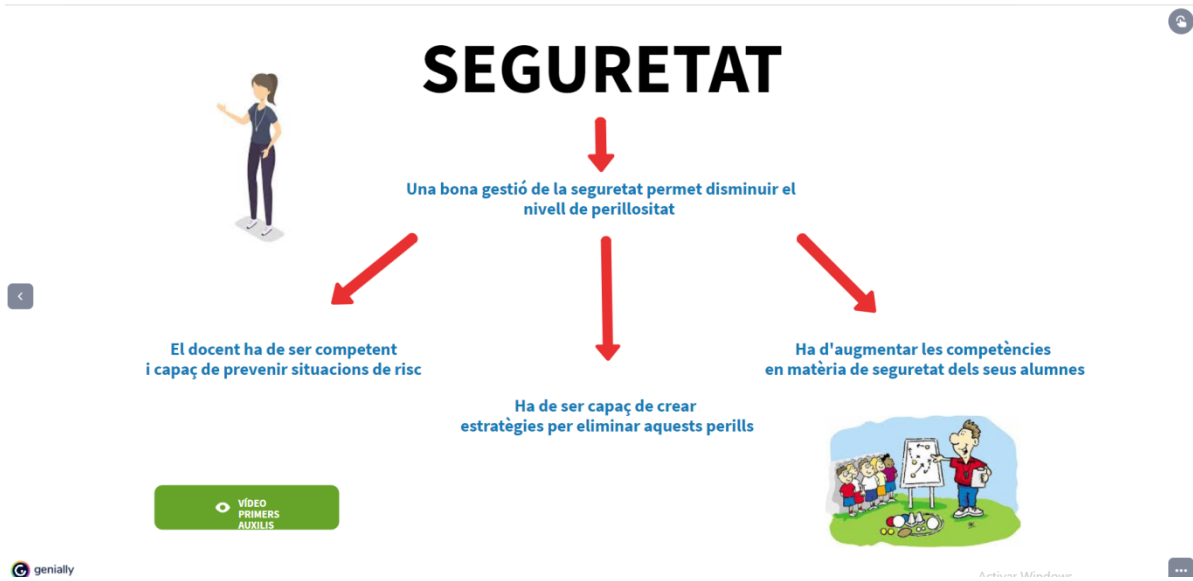 SEGURETAT
Una bona gestió de la seguretat permet disminuir el
nivell de perillositat
El docent ha de ser competent
i capaç de prevenir situacions de risc
Ha de ser capaç de crear
estratègies per eliminar aquests perills
Ha d'augmentar les competències
en matèria de seguretat dels seus alumnes
VÍDEO
PRIMERS
AUXILIS
genially
Activar Windows